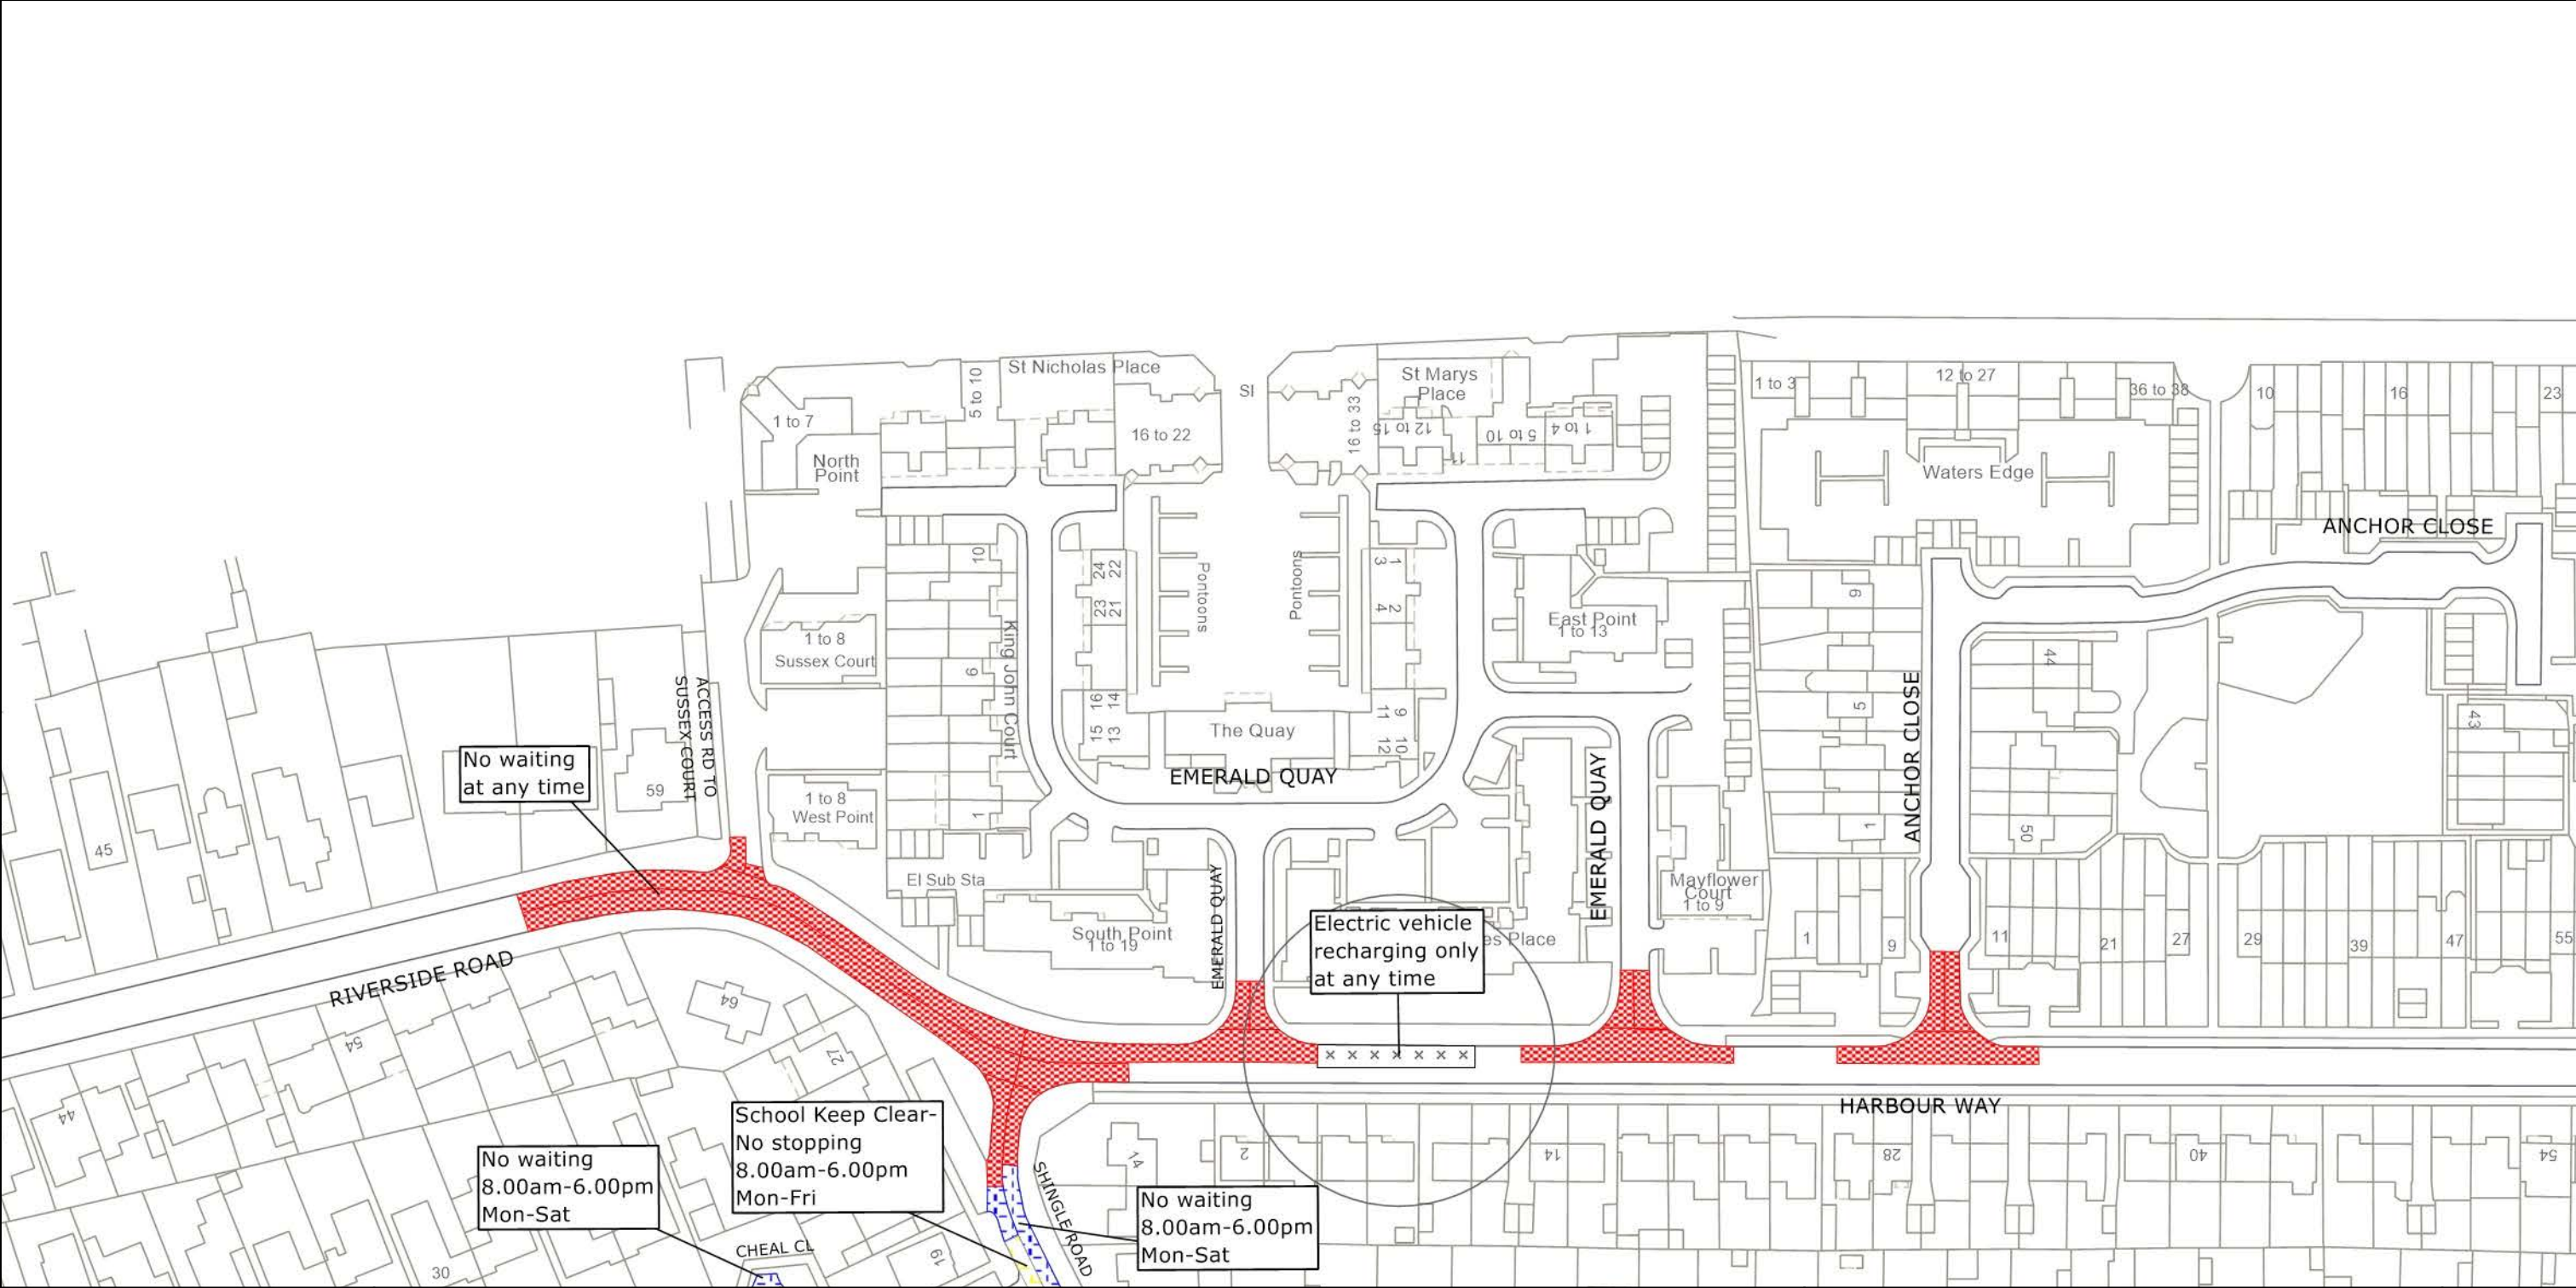 St Nicholas Place
5 to 10
SI
St Marys
Place
1 to 7
16 to 22
16 to 33
12 to 15
11
5 to 10
1 to 4
North
Point
1 to 3
12 to 27
36 to 38
10
16
23
Waters Edge
ANCHOR CLOSE
10
24
22
23
21
Pontoons
Pontoons
1
3
2
4
East Point
1 to 13
9
5
1
44
50
43
1 to 8
Sussex Court
King John Court
6
1
16
14
15
13
The Quay
9
11
10
12
ACCESS RD TO
SUSSEX COURT
ANCHOR CLOSE
No waiting
at any time
59
45
1 to 8
West Point
EMERALD QUAY
EMERALD QUAY
EMERALD QUAY
El Sub Sta
South Point
1 to 19
Mayflower
Court
1 to 9
Electric vehicle
recharging only
at any time
es Place
1
9
11
21
27
29
39
47
55
RIVERSIDE ROAD
64
54
27
44
HARBOUR WAY
School Keep Clear-
No stopping
8.00am-6.00pm
Mon-Fri
No waiting
8.00am-6.00pm
Mon-Sat
SHINGLE ROAD
No waiting
8.00am-6.00pm
Mon-Sat
14
2
14
28
40
54
CHEAL CL
19
30